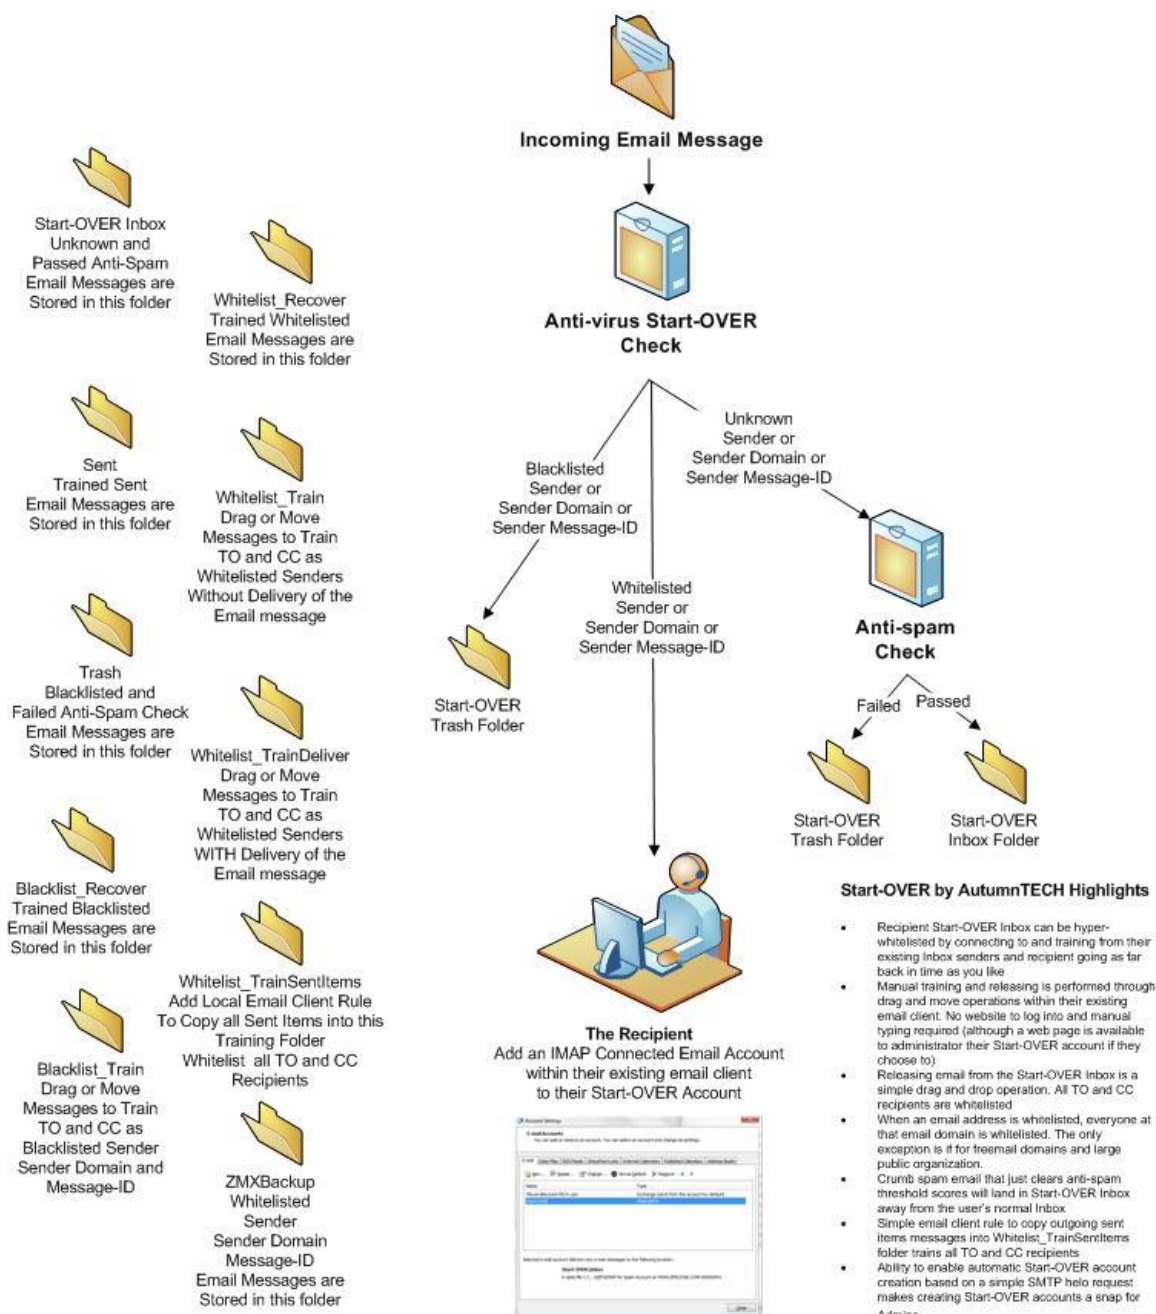 Incoming Email Message
Anti-virus Start-OVER
Check
Blacklisted
Sender or
Sender Domain or
Sender Message-ID
Unknown
Sender or
Sender Domain or
Sender Message-ID
Whitelisted
Sender or
Sender Domain or
Sender Message-ID
Start-OVER
Trash Folder
Anti-spam
Check
Failed
Passed
Start-OVER
Trash Folder
Start-OVER
Inbox Folder
The Recipient
Add an IMAP Connected Email Account
within their existing email client
to their Start-OVER Account
Start-OVER Inbox
Unknown and
Passed Anti-Spam
Email Messages are
Stored in this folder
Whitelist_Recover
Trained Whitelisted
Email Messages are
Stored in this folder
Sent
Trained Sent
Email Messages are
Stored in this folder
Whitelist_Train
Drag or Move
Messages to Train
TO and CC as
Whitelisted Senders
Without Delivery of the
Email message
Trash
Blacklisted and
Failed Anti-Spam Check
Email Messages are
Stored in this folder
Whitelist_TrainDeliver
Drag or Move
Messages to Train
TO and CC as
Whitelisted Senders
WITH Delivery of the
Email message
Blacklist_Recover
Trained Blacklisted
Email Messages are
Stored in this folder
Whitelist_TrainSentItems
Add Local Email Client Rule
To Copy all Sent Items into this
Training Folder
Whitelist all TO and CC
Recipients
Blacklist_Train
Drag or Move
Messages to Train
TO and CC as
Blacklisted Sender
Sender Domain and
Message-ID
ZMXBackup
Whitelisted
Sender
Sender Domain
Message-ID
Email Messages are
Stored in this folder
Start-OVER by AutumnTECH Highlights
• Recipient Start-OVER Inbox can be hyper-
whitelisted by connecting to and training from their
existing Inbox senders and recipient going as far
back in time as you like
• Manual training and releasing is performed through
drag and move operations within their existing
email client. No website to log into and manual
typing required (although a web page is available
to administrator their Start-OVER account if they
choose to)
• Releasing email from the Start-OVER Inbox is a
simple drag and drop operation. All TO and CC
recipients are whitelisted
• When an email address is whitelisted, everyone at
that email domain is whitelisted. The only
exception is if for freemail domains and large
public organization.
• Crumb spam email that just clears anti-spam
threshold scores will land in Start-OVER Inbox
away from the user's normal Inbox
• Simple email client rule to copy outgoing sent
items messages into Whitelist_TrainSentItems
folder trains all TO and CC recipients
• Ability to enable automatic Start-OVER account
creation based on a simple SMTP helo request
makes creating Start-OVER accounts a snap for
Admins
Account Settings
E-mail Accounts
Name
Type
Close